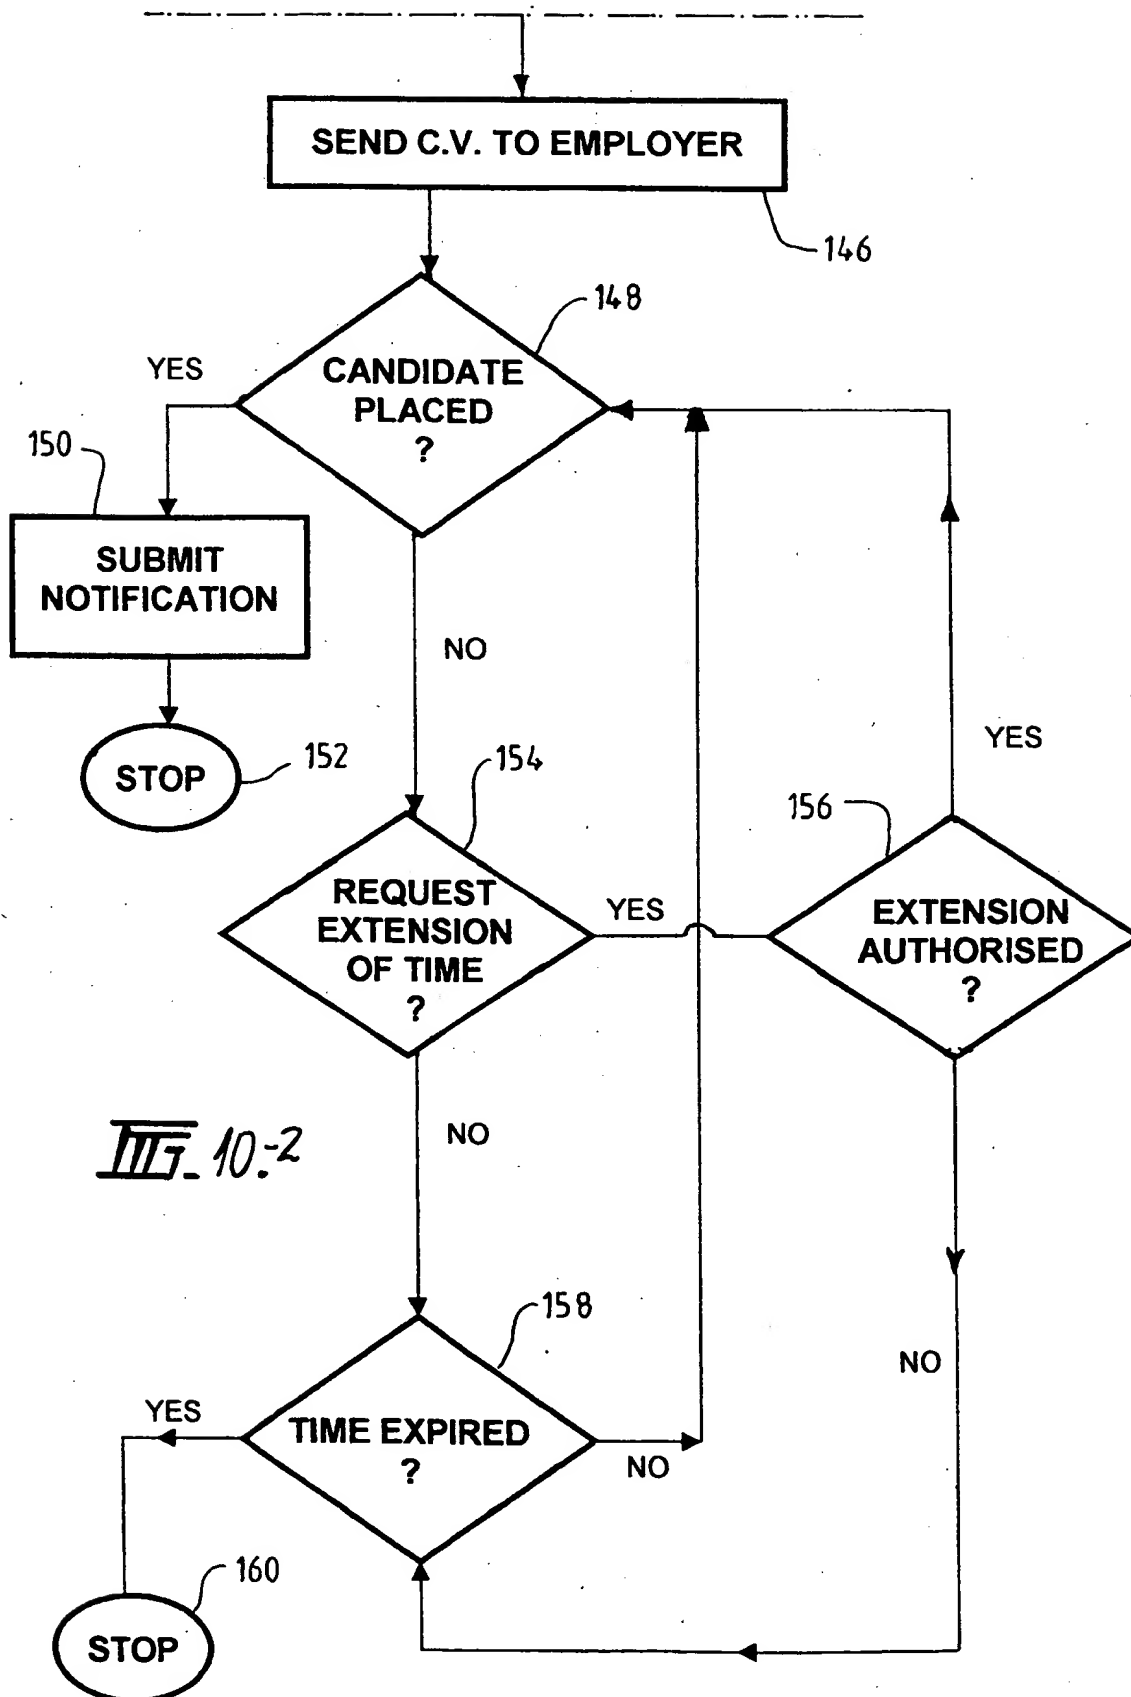 SEND C.V. TO EMPLOYER
146
148
YES
CANDIDATE
PLACED
?
150
SUBMIT
NOTIFICATION
NO
YES
STOP
152
154
156
REQUEST
EXTENSION
OF TIME
?
YES
EXTENSION
AUTHORISED
?
NO
FIG. 10.-2
158
NO
YES
TIME EXPIRED
?
NO
160
STOP